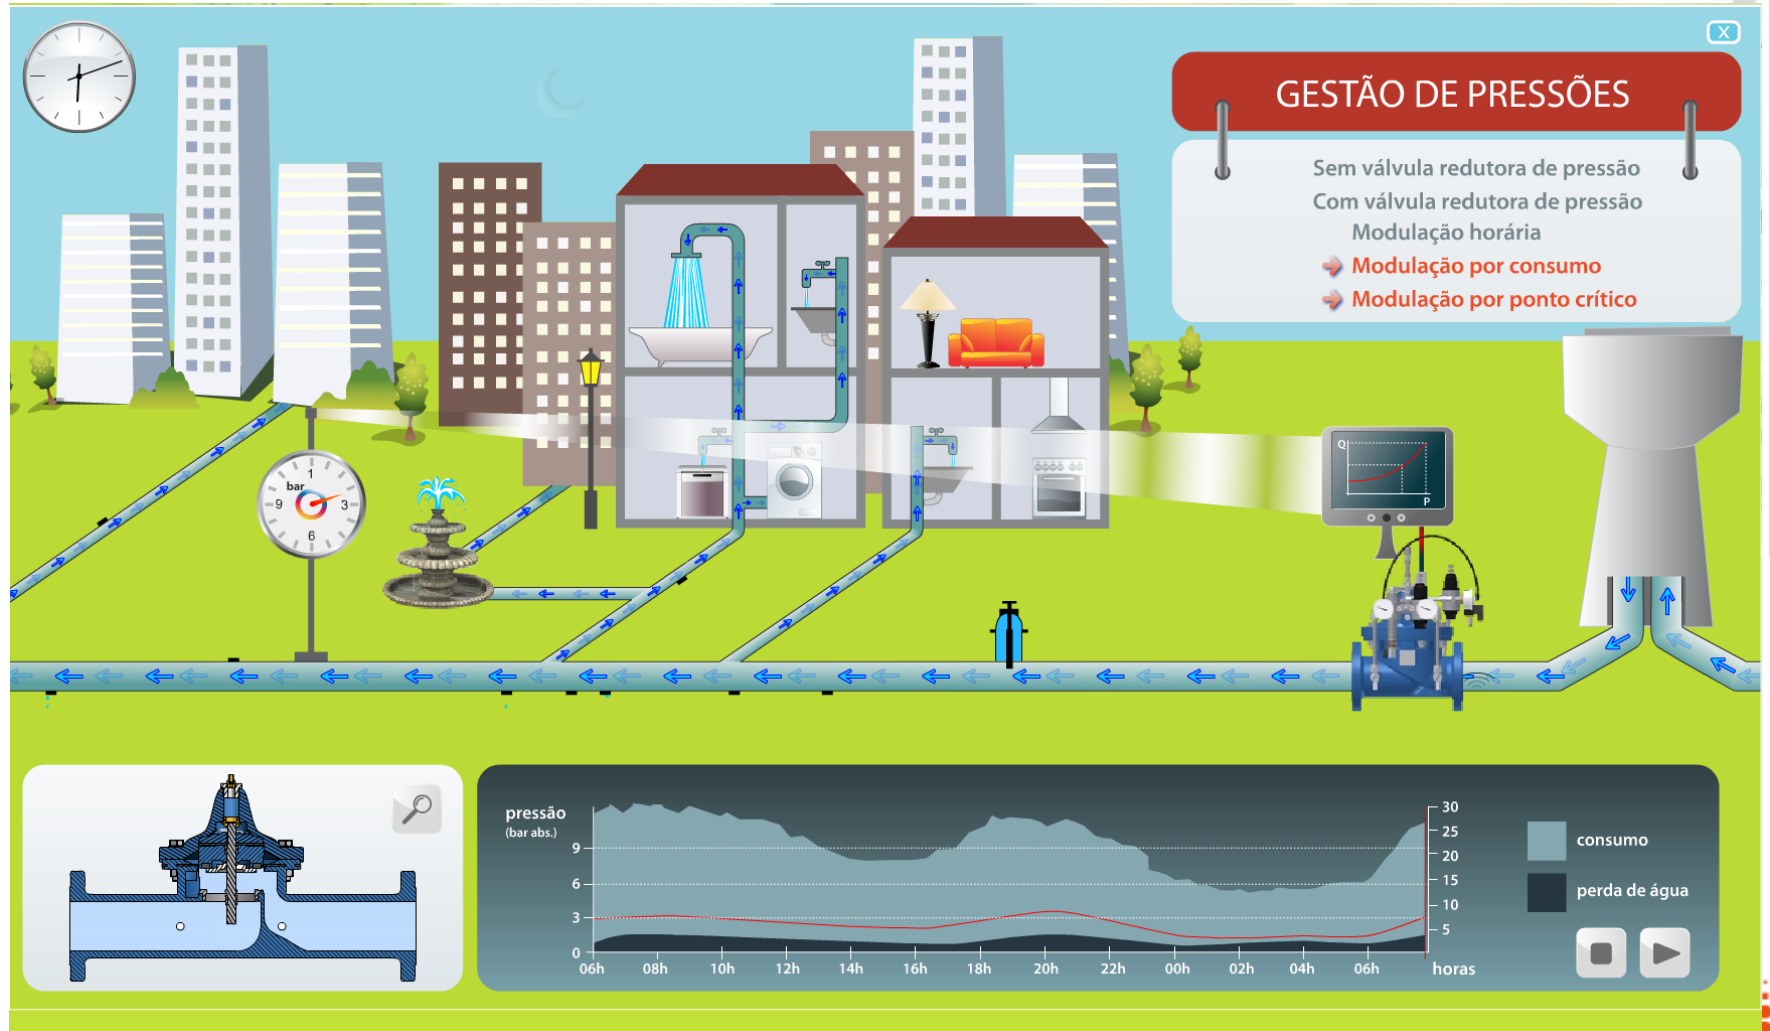 X
GESTÃO DE PRESSÕES
Sem válvula redutora de pressão
Com válvula redutora de pressão
Modulação horária
Modulação por consumo
Modulação por ponto crítico
Q
P
1
bar
9
3
6
pressão
(bar abs.)
9
6
3
0
30
25
20
15
10
5
06h 08h 10h 12h 14h 16h 18h 20h 22h 00h 02h 04h 06h horas
consumo
perda de água